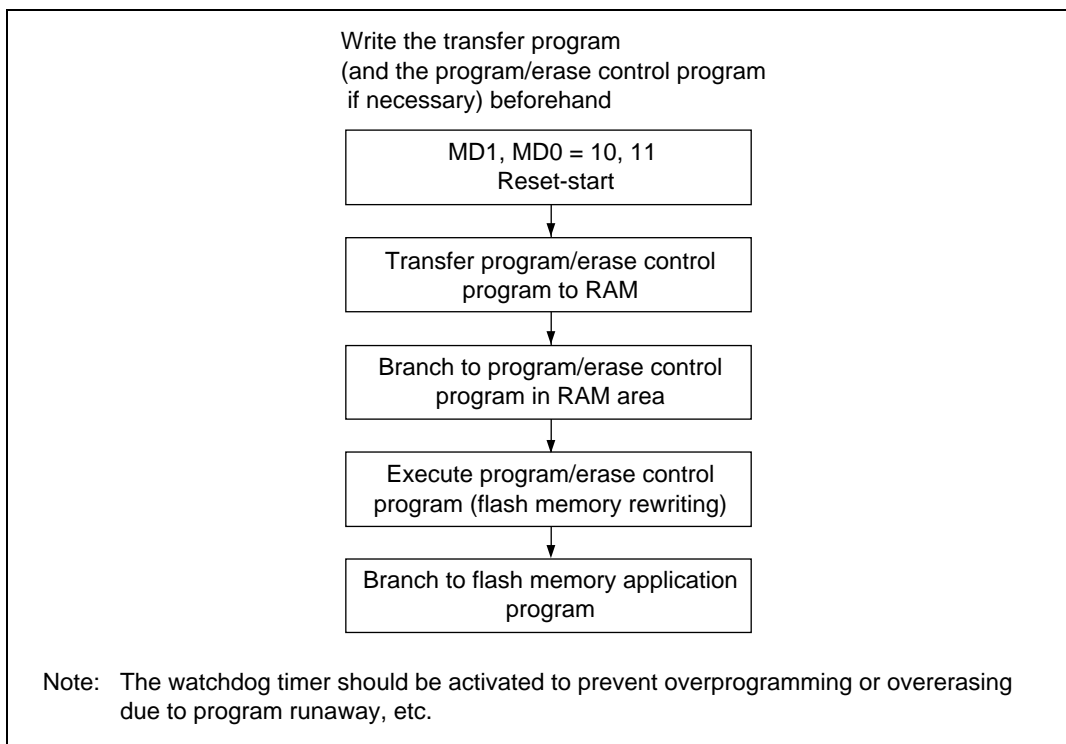 Write the transfer program
(and the program/erase control program
if necessary) beforehand
MD1, MD0 = 10, 11
Reset-start
Transfer program/erase control
program to RAM
Branch to program/erase control
program in RAM area
Execute program/erase control
program (flash memory rewriting)
Branch to flash memory application
program
Note: The watchdog timer should be activated to prevent overprogramming or overerasing
due to program runaway, etc.